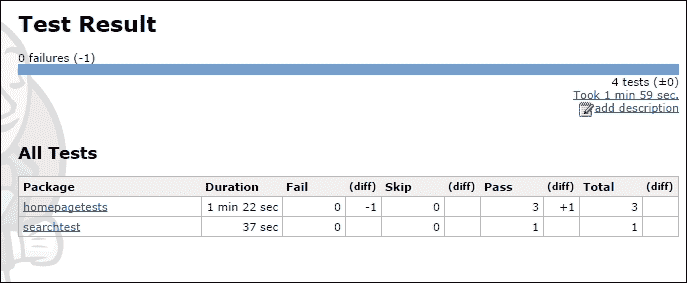 Test Result
0 failures (-1)
4 tests (±0)
Took 1 min 59 sec.
add description
All Tests
Package Duration Fail (diff) Skip (diff) Pass (diff) Total (diff)
homepagetests 1 min 22 sec 0 -1 0 3 +1 3
searchtest 37 sec 0 0 1 1